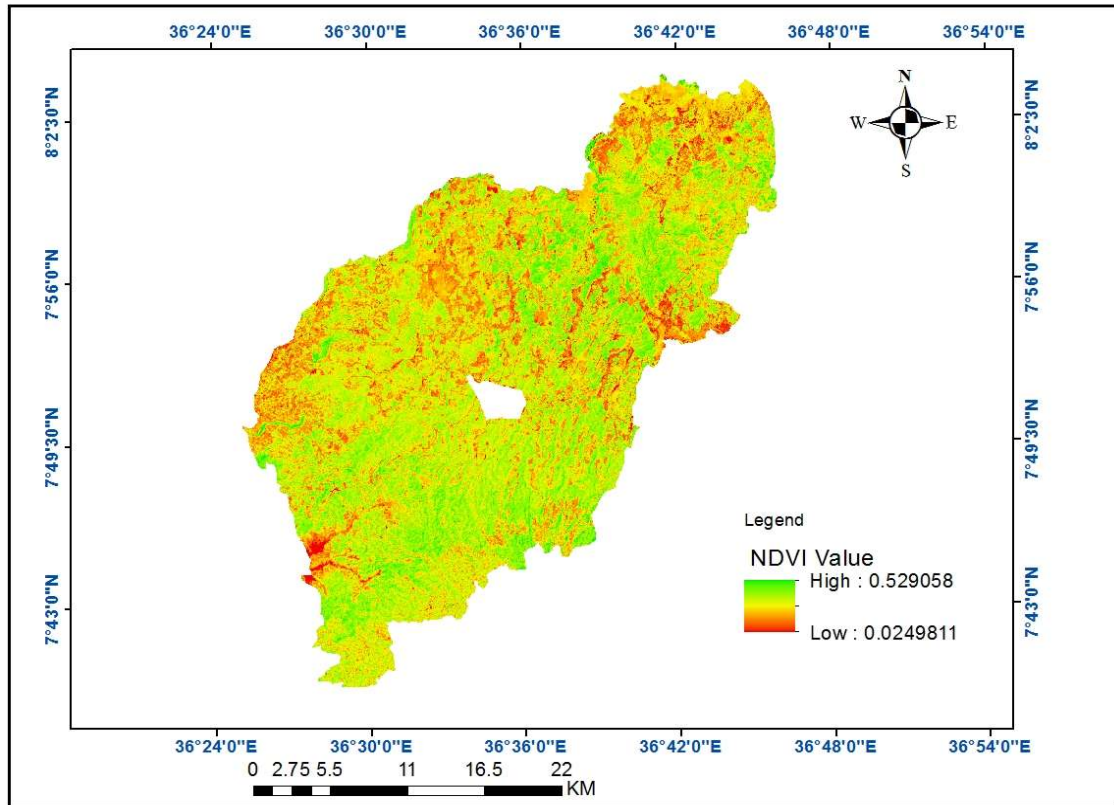 36°24'0"E 36°30'0"E 36°36'0"E 36°42'0"E 36°48'0"E 36°54'0"E
N
W E
S
8°2'30"N 8°2'30"N
7°56'0"N 7°56'0"N
7°49'30"N 7°49'30"N
7°43'0"N 7°43'0"N
Legend
NDVI Value
High : 0.529058
Low : 0.0249811
36°24'0"E 36°30'0"E 36°36'0"E 36°42'0"E 36°48'0"E 36°54'0"E
0 2.75 5.5 11 16.5 22
KM